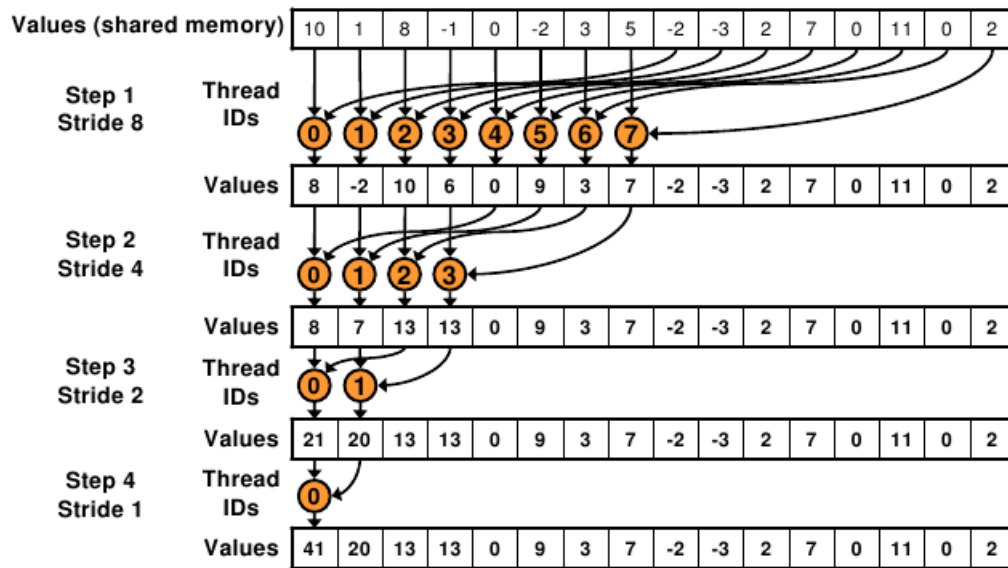 Values (shared memory) 10 1 8 -1 0 -2 3 5 -2 -3 2 7 0 11 0 2
Step 1
Stride 8
Thread
IDs
0 1 2 3 4 5 6 7
Values 8 -2 10 6 0 9 3 7 -2 -3 2 7 0 11 0 2
Step 2
Stride 4
Thread
IDs
0 1 2 3
Values 8 7 13 13 0 9 3 7 -2 -3 2 7 0 11 0 2
Step 3
Stride 2
Thread
IDs
0 1
Values 21 20 13 13 0 9 3 7 -2 -3 2 7 0 11 0 2
Step 4
Stride 1
Thread
IDs
0
Values 41 20 13 13 0 9 3 7 -2 -3 2 7 0 11 0 2